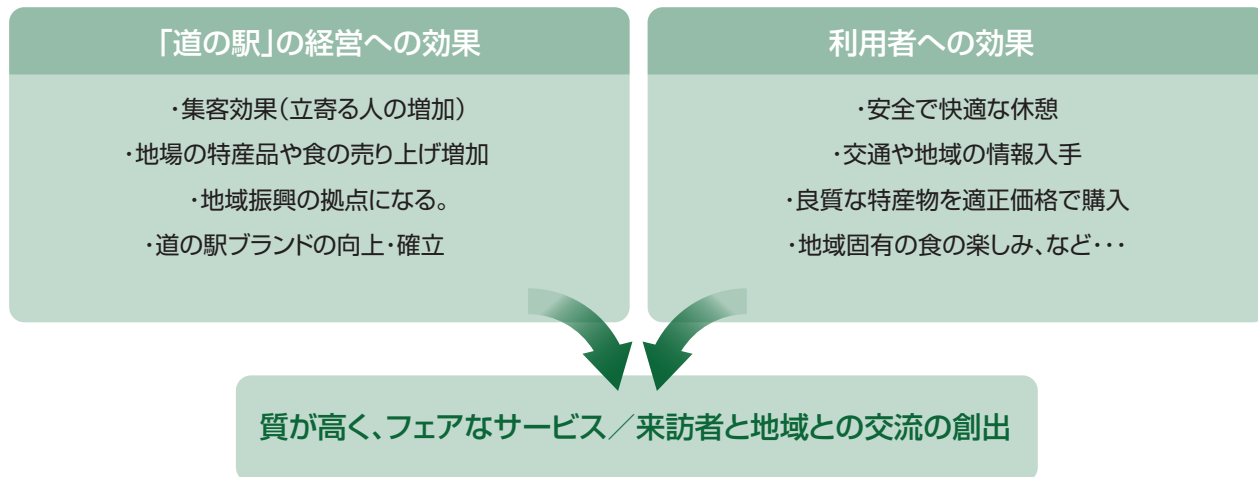 「道の駅」の経営への効果
・集客効果(立寄る人の増加)
・地場の特産品や食の売り上げ増加
・地域振興の拠点になる。
・道の駅ブランドの向上・確立
利用者への効果
・安全で快適な休憩
・交通や地域の情報入手
・良質な特産物を適正価格で購入
・地域固有の食の楽しみ、など・・・
質が高く、フェアなサービス／来訪者と地域との交流の創出